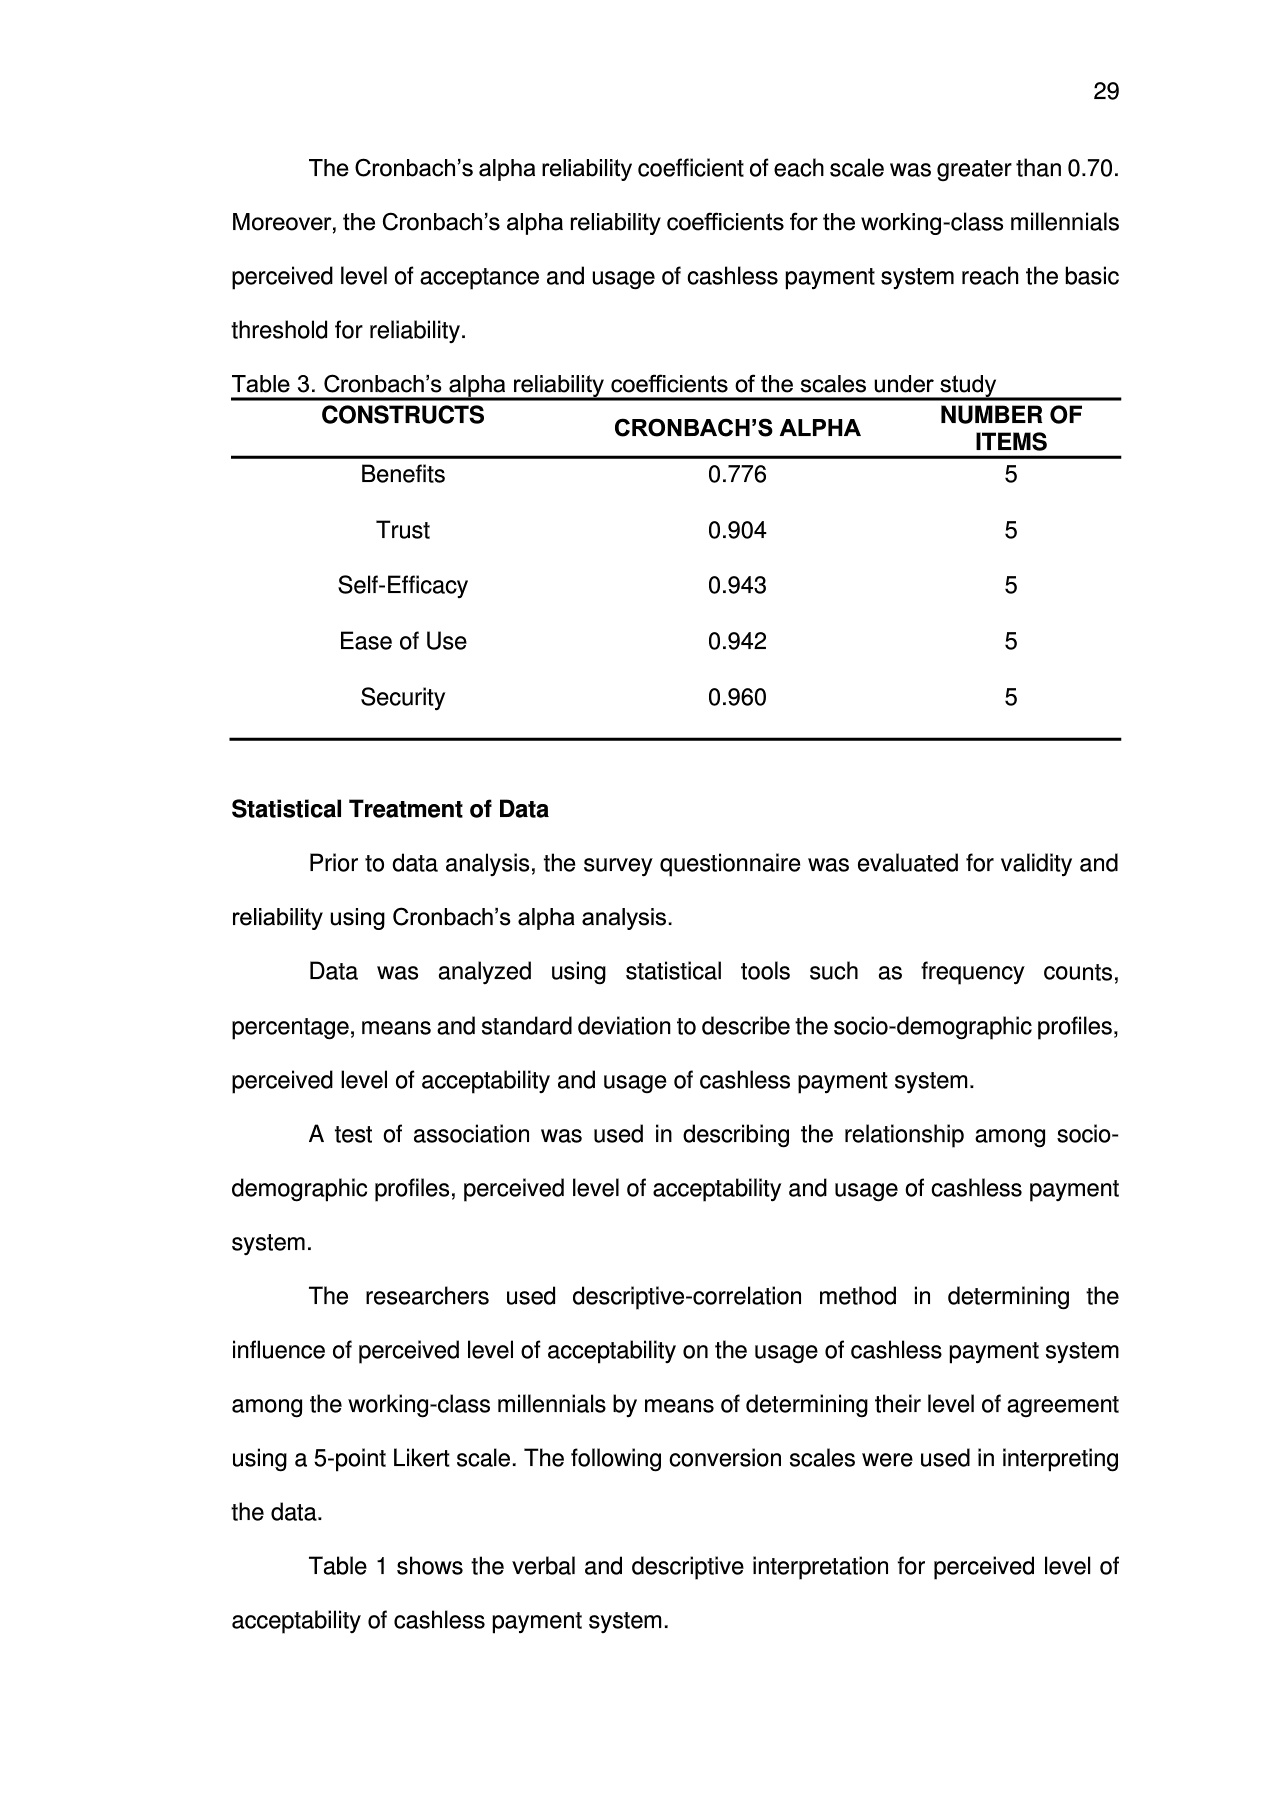 29
The Cronbach’s alpha reliability coefficient of each scale was greater than 0.70.
Moreover, the Cronbach’s alpha reliability coefficients for the working-class millennials
perceived level of acceptance and usage of cashless payment system reach the basic
threshold for reliability.
Table 3. Cronbach’s alpha reliability coefficients of the scales under study
CONSTRUCTS CRONBACH’S ALPHA NUMBER OF
ITEMS
Benefits 0.776 5
Trust 0.904 5
Self-Efficacy 0.943 5
Ease of Use 0.942 5
Security 0.960 5
Statistical Treatment of Data
Prior to data analysis, the survey questionnaire was evaluated for validity and
reliability using Cronbach’s alpha analysis.
Data was analyzed using statistical tools such as frequency counts,
percentage, means and standard deviation to describe the socio-demographic profiles,
perceived level of acceptability and usage of cashless payment system.
A test of association was used in describing the relationship among socio-
demographic profiles, perceived level of acceptability and usage of cashless payment
system.
The researchers used descriptive-correlation method in determining the
influence of perceived level of acceptability on the usage of cashless payment system
among the working-class millennials by means of determining their level of agreement
using a 5-point Likert scale. The following conversion scales were used in interpreting
the data.
Table 1 shows the verbal and descriptive interpretation for perceived level of
acceptability of cashless payment system.